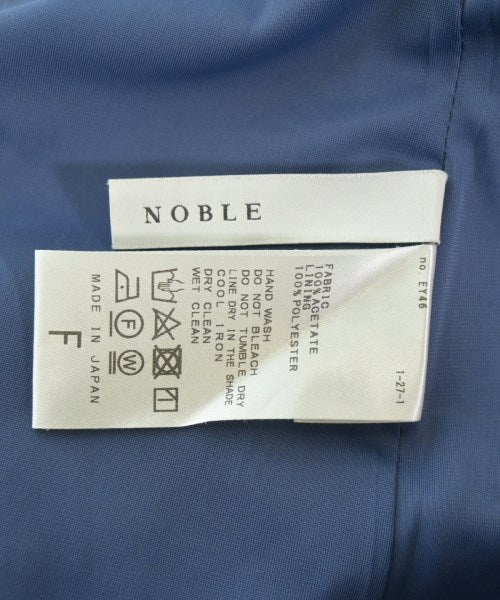 NOBLE
no. EY46
1-27-1
FABRIC
100% ACETATE
LINING
100% POLYESTER
HAND WASH
DO NOT BLEACH
DO NOT TUMBLE DRY
LINE DRY IN THE SHADE
COOL IRON
DRY CLEAN
WET CLEAN
F W
MADE IN JAPAN
F